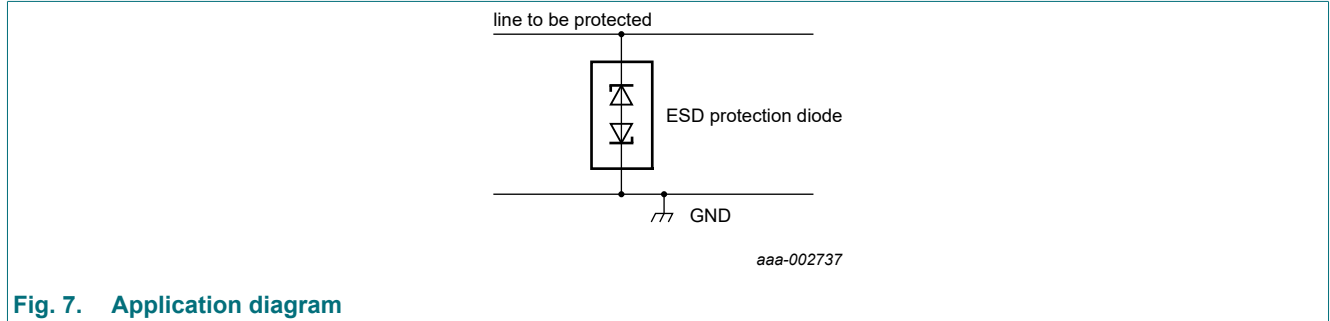 line to be protected
ESD protection diode
GND
aaa-002737
Fig. 7. Application diagram